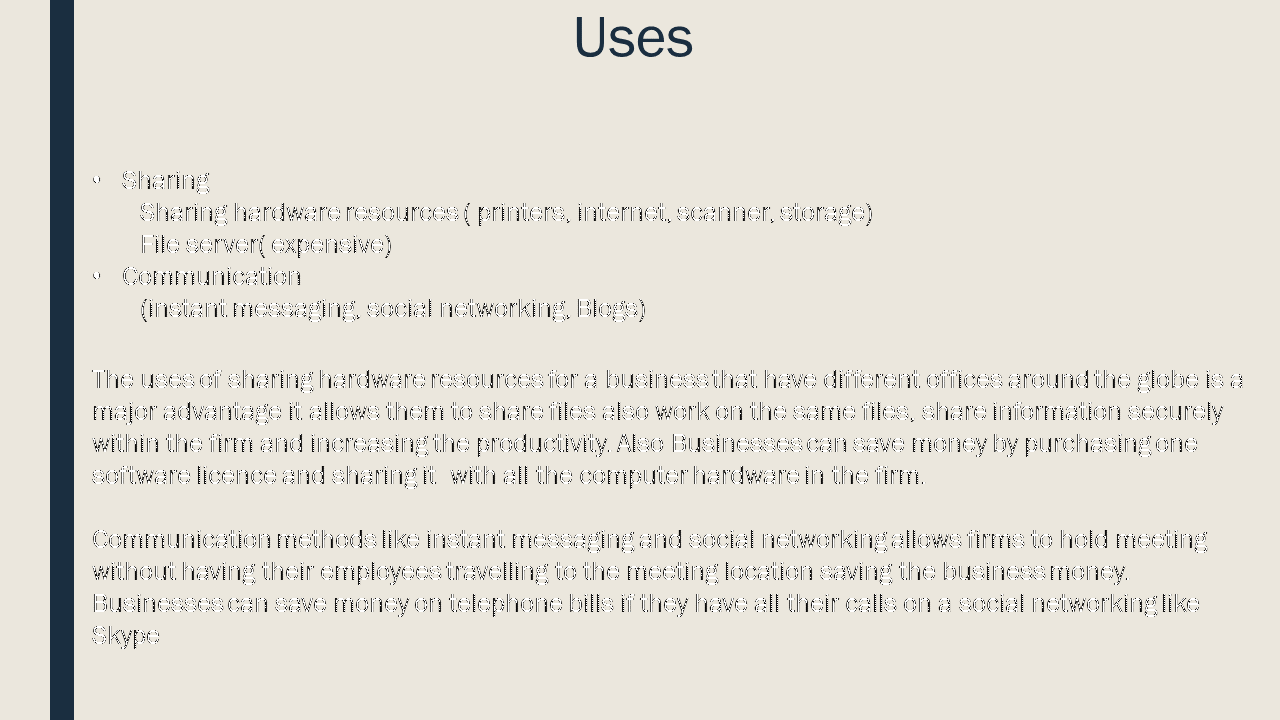 Uses
• Sharing
Sharing hardware resources ( printers, internet, scanner, storage)
File server( expensive)
• Communication
(instant messaging, social networking, Blogs)
The uses of sharing hardware resources for a business that have different offices around the globe is a
major advantage it allows them to share files also work on the same files, share information securely
within the firm and increasing the productivity. Also Businesses can save money by purchasing one
software licence and sharing it  with all the computer hardware in the firm.
Communication methods like instant messaging and social networking allows firms to hold meeting
without having their employees travelling to the meeting location saving the business money.
Businesses can save money on telephone bills if they have all their calls on a social networking like
Skype